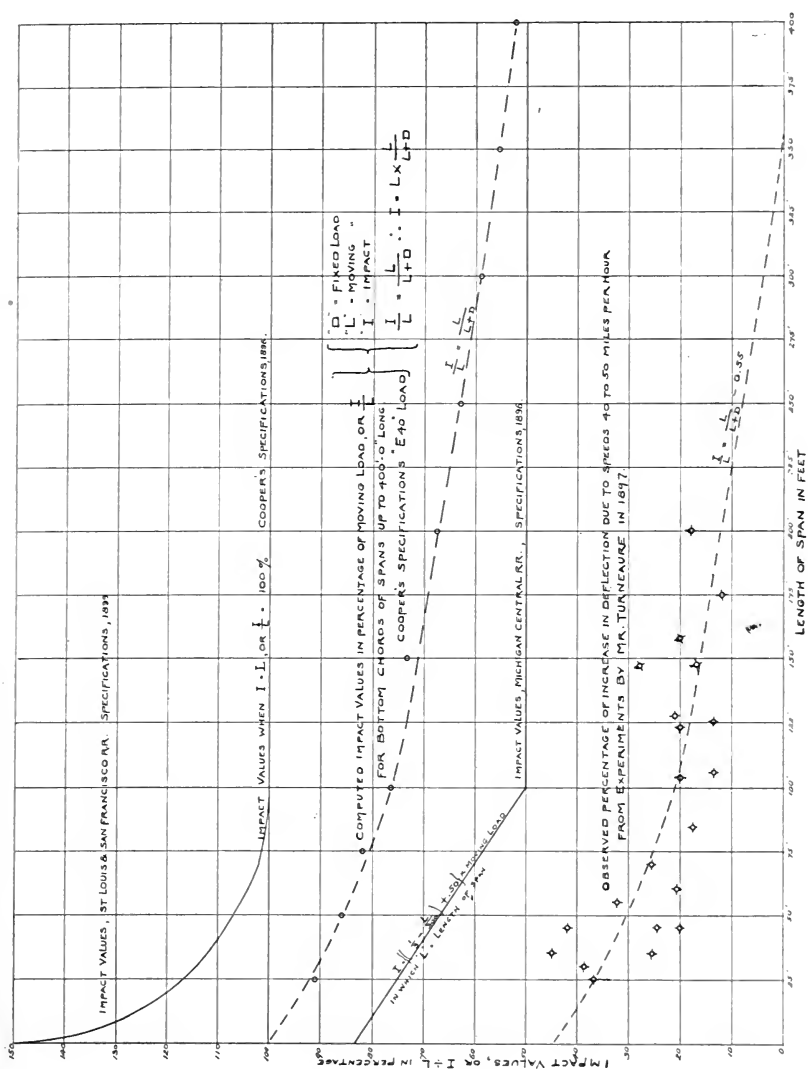 IMPACT VALUES, ST LOUIS & SAN FRANCISCO RR. SPECIFICATIONS, 1899
IMPACT VALUES WHEN I = L, OR I/L = 100% COOPER'S SPECIFICATIONS, 1896.
COMPUTED IMPACT VALUES IN PERCENTAGE OF MOVING LOAD, OR I/L
FOR BOTTOM CHORDS OF SPANS UP TO 400'-0" LONG
COOPER'S SPECIFICATIONS "E40" LOAD
"D" = FIXED LOAD
"L" = MOVING "
I = IMPACT
I/L = L/L+D ∴ I = L × L/L+D
I/L = L/L+D
IMPACT VALUES, MICHIGAN CENTRAL RR., SPECIFICATIONS, 1896.
× MOVING LOAD
IN WHICH "L" = LENGTH OF SPAN
OBSERVED PERCENTAGE OF INCREASE IN DEFLECTION DUE TO SPEEDS 40 TO 50 MILES PER HOUR
FROM EXPERIMENTS BY MR. TURNEAURE IN 1897.
I/L = L/L+D - 0.55
150
140
130
120
110
100
90
80
70
60
50
40
30
20
10
0
IMPACT VALUES, OR I ÷ L IN PERCENTAGE
25
50
75
100
125
150
175
200
225
250
275
300
325
350
375
400
LENGTH OF SPAN IN FEET